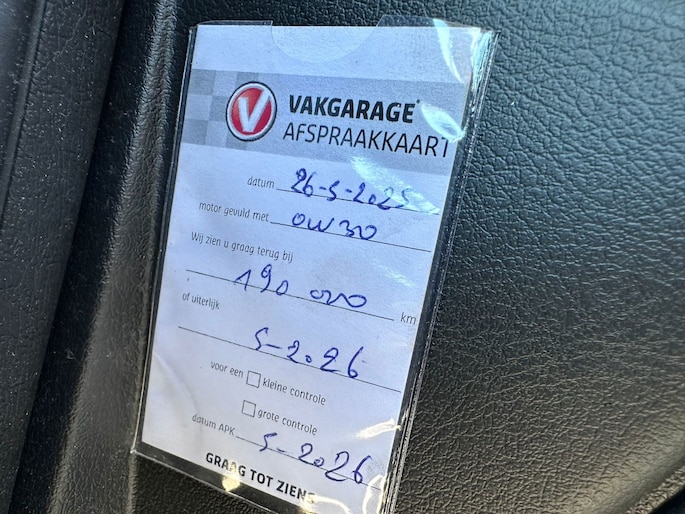 V VAKGARAGE
AFSPRAAKKAART
datum 26-5-2025
motor gevuld met OW30
Wij zien u graag terug bij
190 000 km
of uiterlijk
5-2026
voor een kleine controle
grote controle
datum APK 5-2026
GRAAG TOT ZIENS